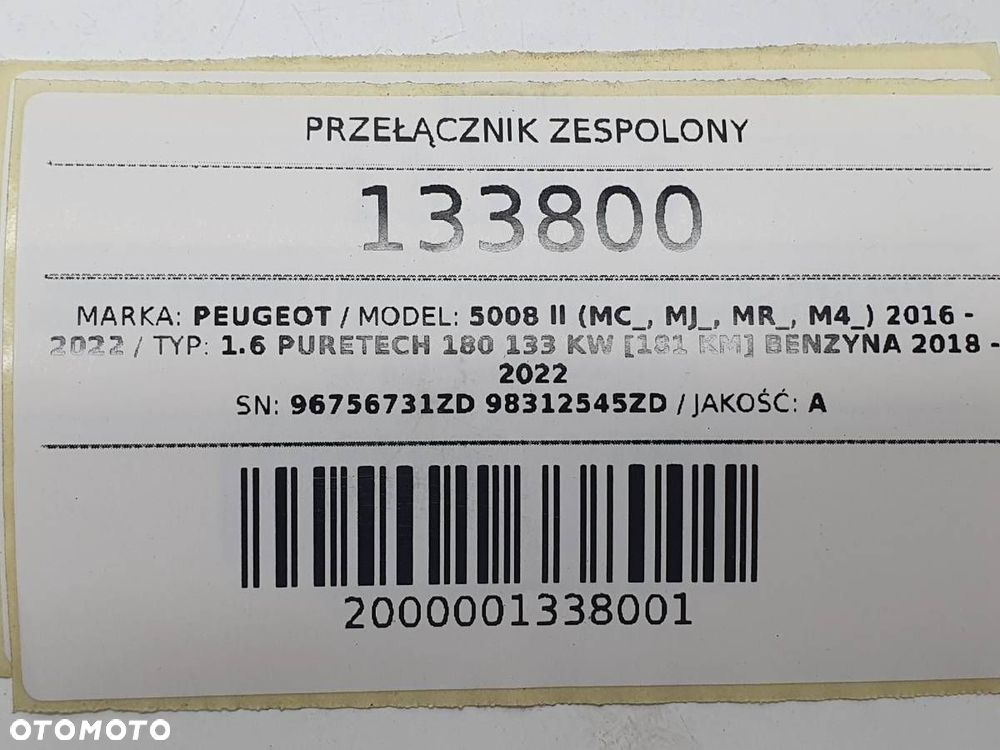 PRZEŁĄCZNIK ZESPOLONY
133800
MARKA: PEUGEOT / MODEL: 5008 II (MC_, MJ_, MR_, M4_) 2016 -
2022 / TYP: 1.6 PURETECH 180 133 KW [181 KM] BENZYNA 2018 -
2022
SN: 96756731ZD 98312545ZD / JAKOŚĆ: A
2000001338001
OTOMOTO